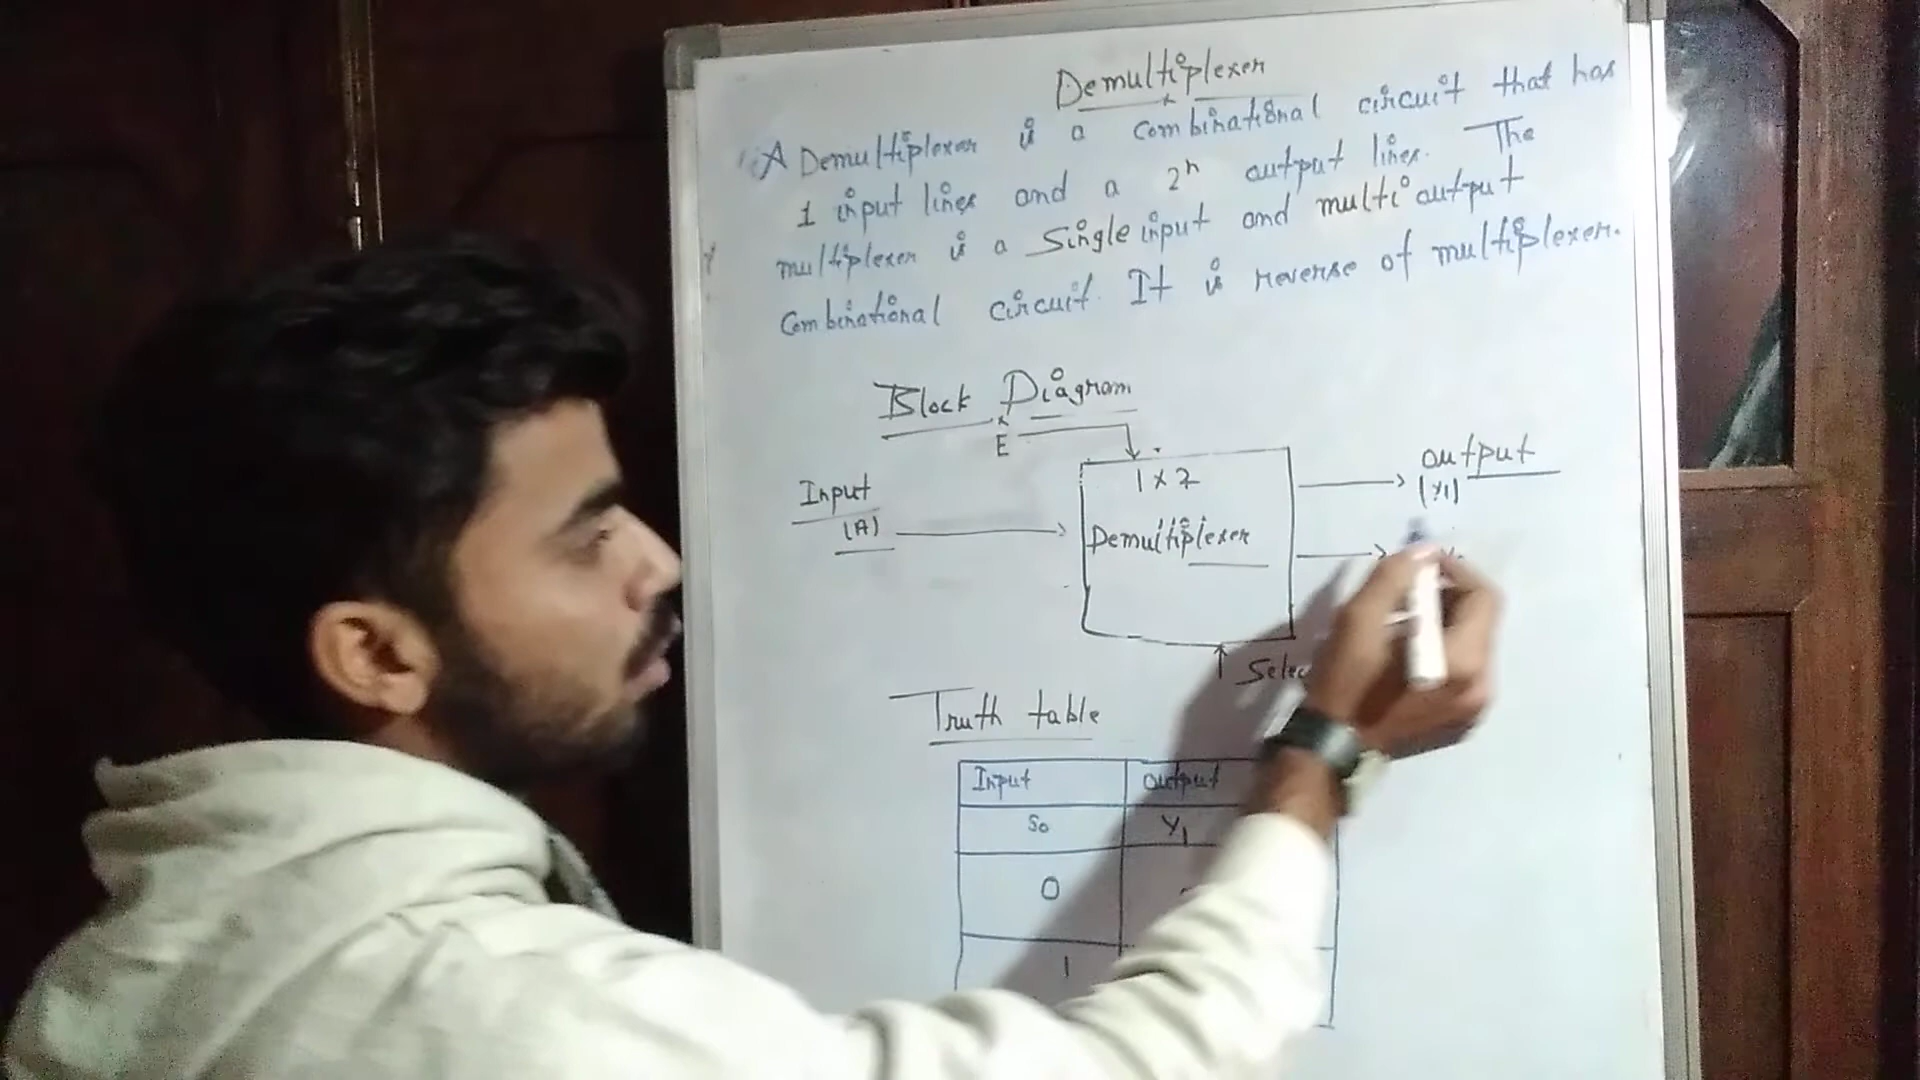 Demultiplexer
A Demultiplexer is a combinational circuit that has
1 input lines and a 2ⁿ output lines. The
multiplexer is a single input and multi output
combinational circuit. It is reverse of multiplexer.
Block Diagram
E
output
Input
1 x 2
(Y1)
(A)
Demultiplexer
Truth table
Input output
S0 Y1
0
1